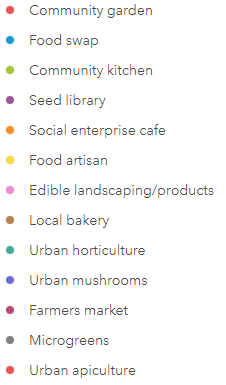 Community garden
Food swap
Community kitchen
Seed library
Social enterprise cafe
Food artisan
Edible landscaping/products
Local bakery
Urban horticulture
Urban mushrooms
Farmers market
Microgreens
Urban apiculture